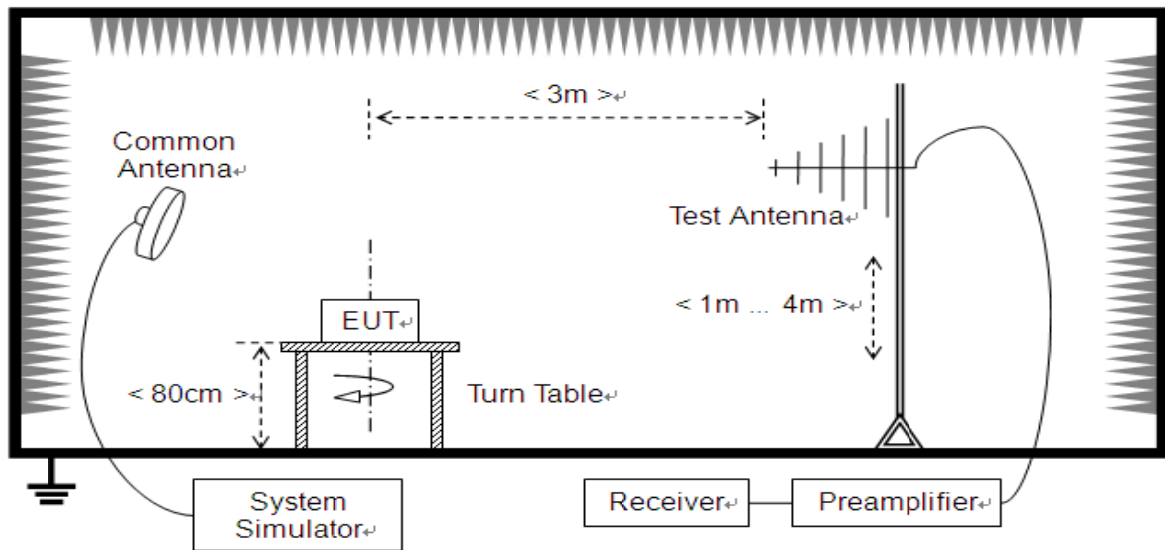 < 3m >↵
Common
Antenna↵
Test Antenna↵
< 1m ... 4m >↵
EUT↵
< 80cm >↵
Turn Table↵
System
Simulator↵
Receiver↵
Preamplifier↵